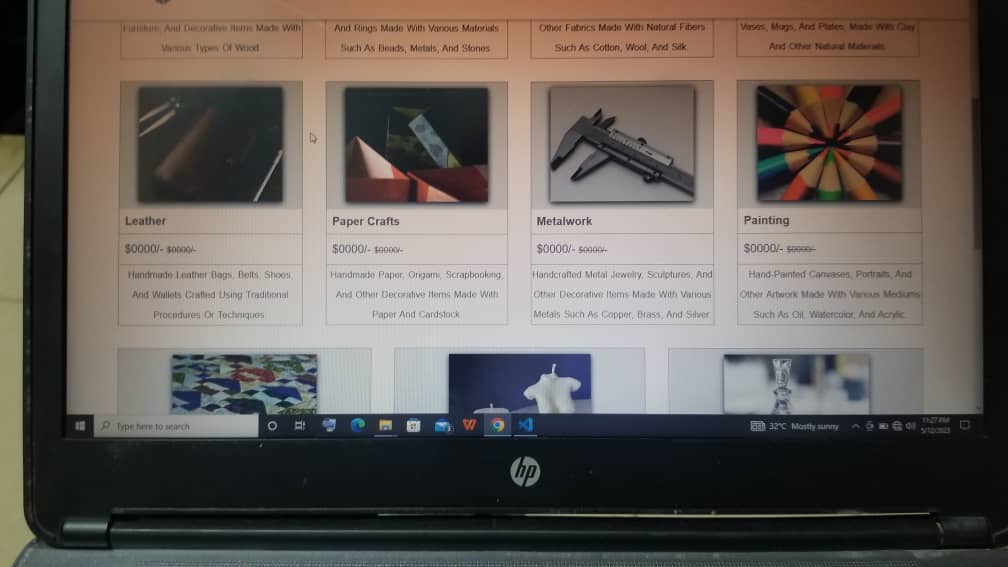 Furniture, And Decorative Items Made With
Various Types Of Wood
And Rings Made With Various Materials
Such As Beads, Metals, And Stones
Other Fabrics Made With Natural Fibers
Such As Cotton, Wool, And Silk.
Vases, Mugs, And Plates, Made With Clay
And Other Natural Materials.
Leather
$0000/- $0000/-
Handmade Leather Bags, Belts, Shoes,
And Wallets Crafted Using Traditional
Procedures Or Techniques
Paper Crafts
$0000/- $0000/-
Handmade Paper, Origami, Scrapbooking,
And Other Decorative Items Made With
Paper And Cardstock
Metalwork
$0000/- $0000/-
Handcrafted Metal Jewelry, Sculptures, And
Other Decorative Items Made With Various
Metals Such As Copper, Brass, And Silver.
Painting
$0000/- $0000/-
Hand-Painted Canvases, Portraits, And
Other Artwork Made With Various Mediums
Such As Oil, Watercolor, And Acrylic.
Type here to search
32°C Mostly sunny
11:27 PM
5/12/2023
hp